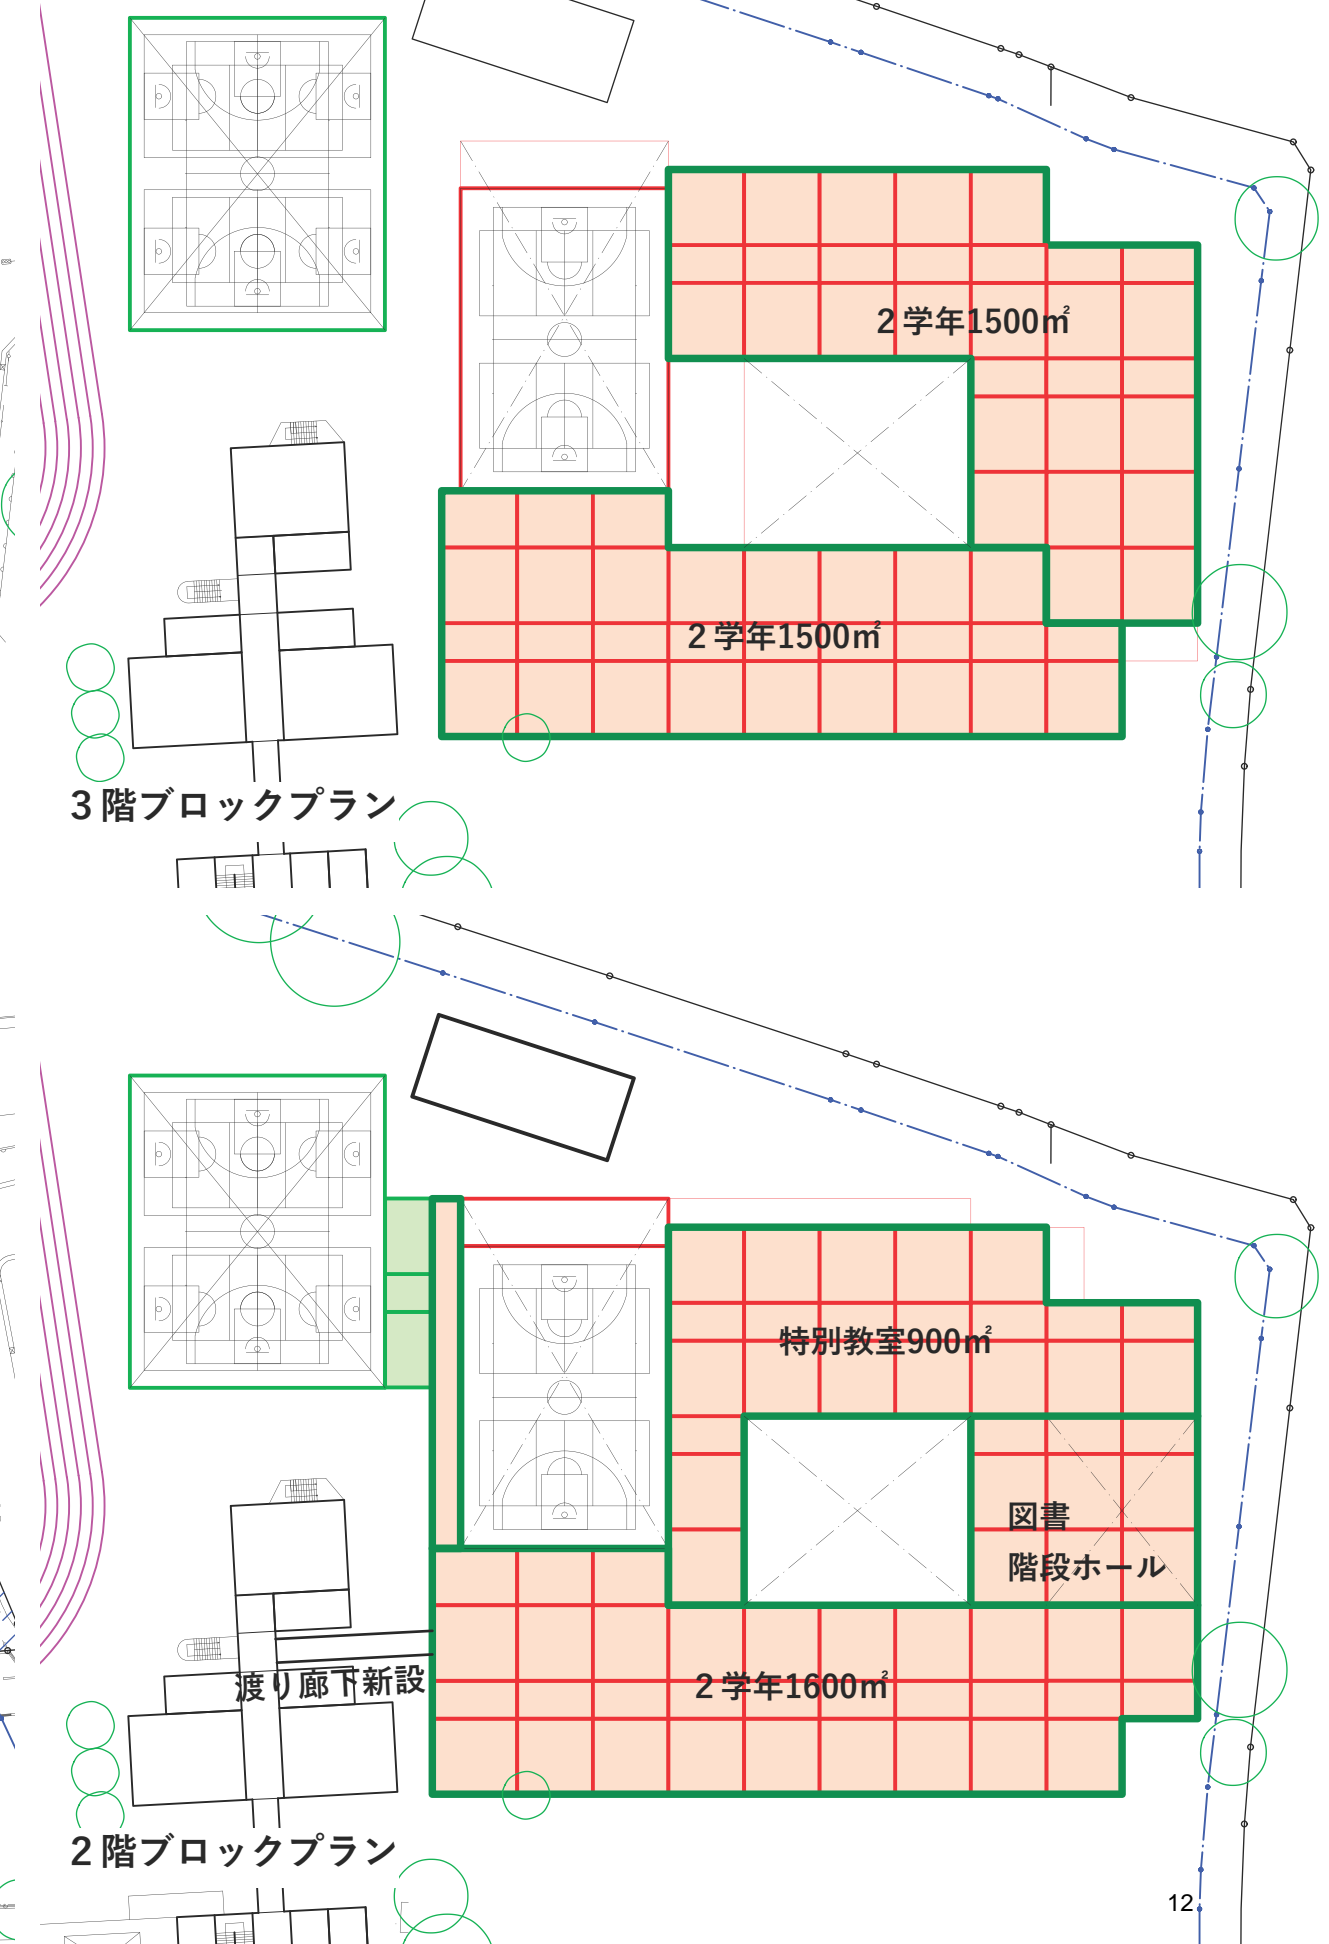 ２学年1500㎡
２学年1500㎡
３階ブロックプラン
特別教室900㎡
図書
階段ホール
渡り廊下新設
２学年1600㎡
２階ブロックプラン
12